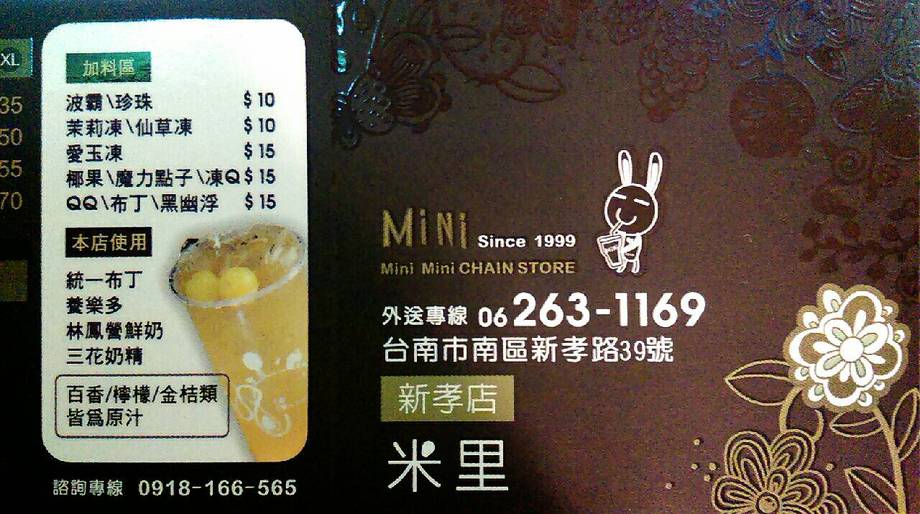 XL
35
50
55
70
加料區
波霸\珍珠 $10
茉莉凍\仙草凍 $10
愛玉凍 $15
椰果\魔力點子\凍Q $15
QQ\布丁\黑幽浮 $15
本店使用
統一布丁
養樂多
林鳳營鮮奶
三花奶精
百香/檸檬/金桔類
皆為原汁
諮詢專線 0918-166-565
MiNi Since 1999
Mini Mini CHAIN STORE
外送專線 06 263-1169
台南市南區新孝路39號
新孝店
米里